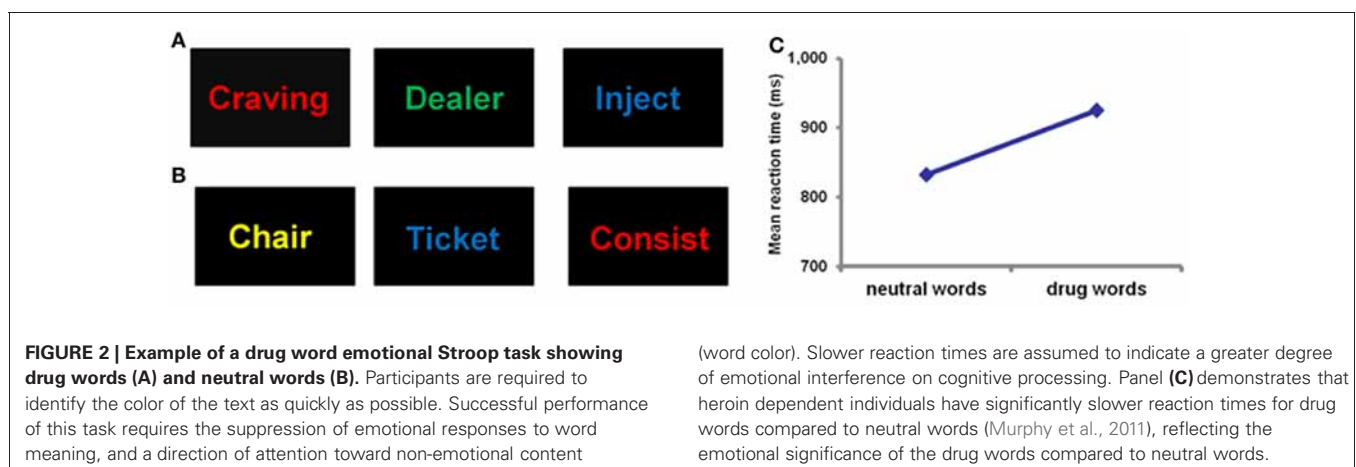 A
Craving Dealer Inject
B
Chair Ticket Consist
C
1,000
900
800
700
Mean reaction time (ms)
neutral words drug words
FIGURE 2 | Example of a drug word emotional Stroop task showing
drug words (A) and neutral words (B). Participants are required to
identify the color of the text as quickly as possible. Successful performance
of this task requires the suppression of emotional responses to word
meaning, and a direction of attention toward non-emotional content
(word color). Slower reaction times are assumed to indicate a greater degree
of emotional interference on cognitive processing. Panel (C) demonstrates that
heroin dependent individuals have significantly slower reaction times for drug
words compared to neutral words (Murphy et al., 2011), reflecting the
emotional significance of the drug words compared to neutral words.